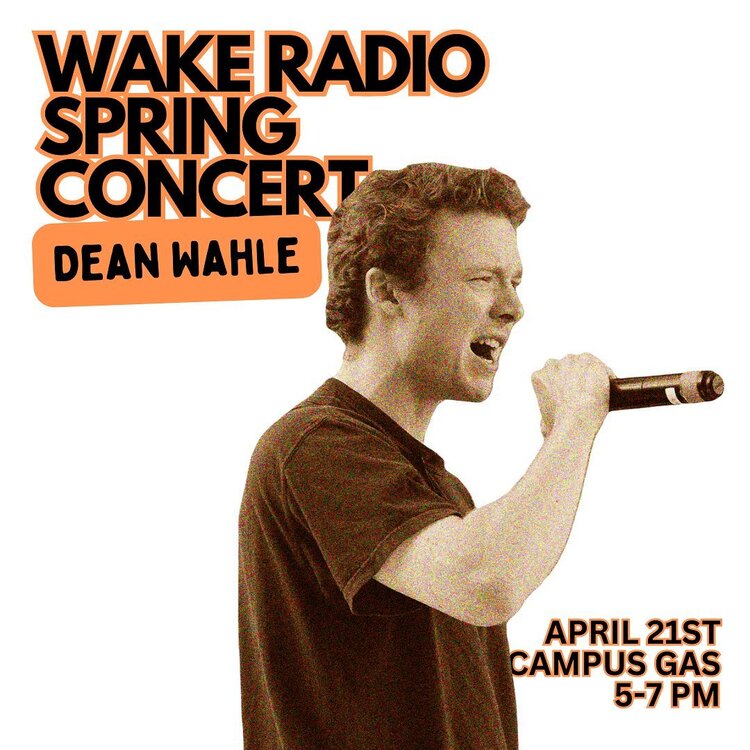 WAKE RADIO
SPRING
CONCERT
DEAN WAHLE
APRIL 21ST
CAMPUS GAS
5-7 PM